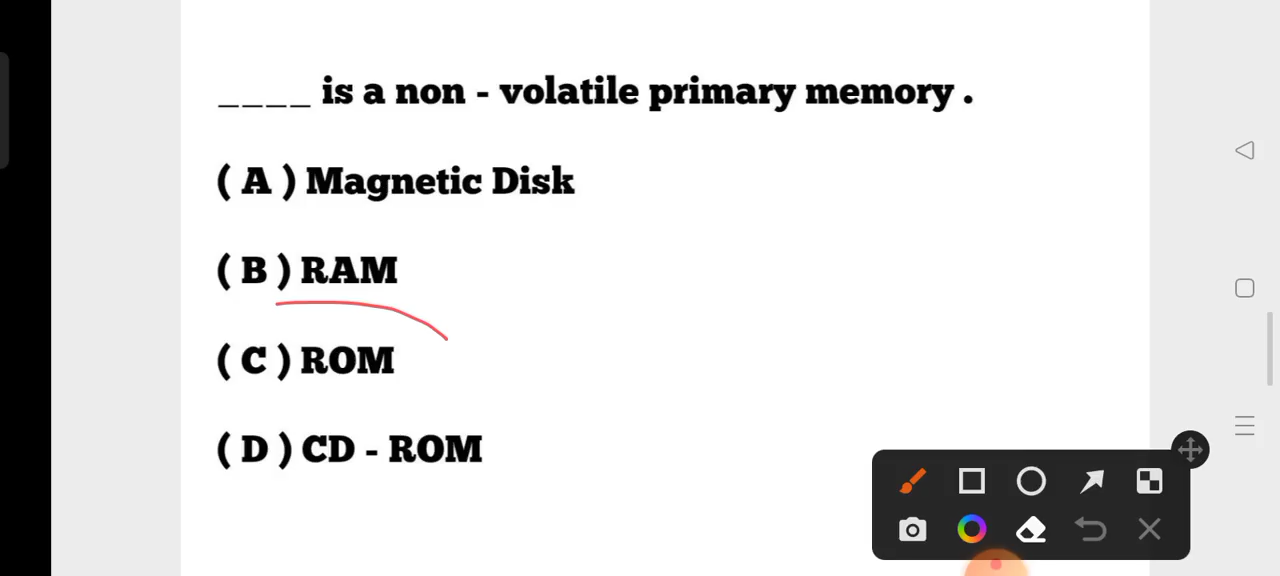 ____ is a non - volatile primary memory .
( A ) Magnetic Disk
( B ) RAM
( C ) ROM
( D ) CD - ROM